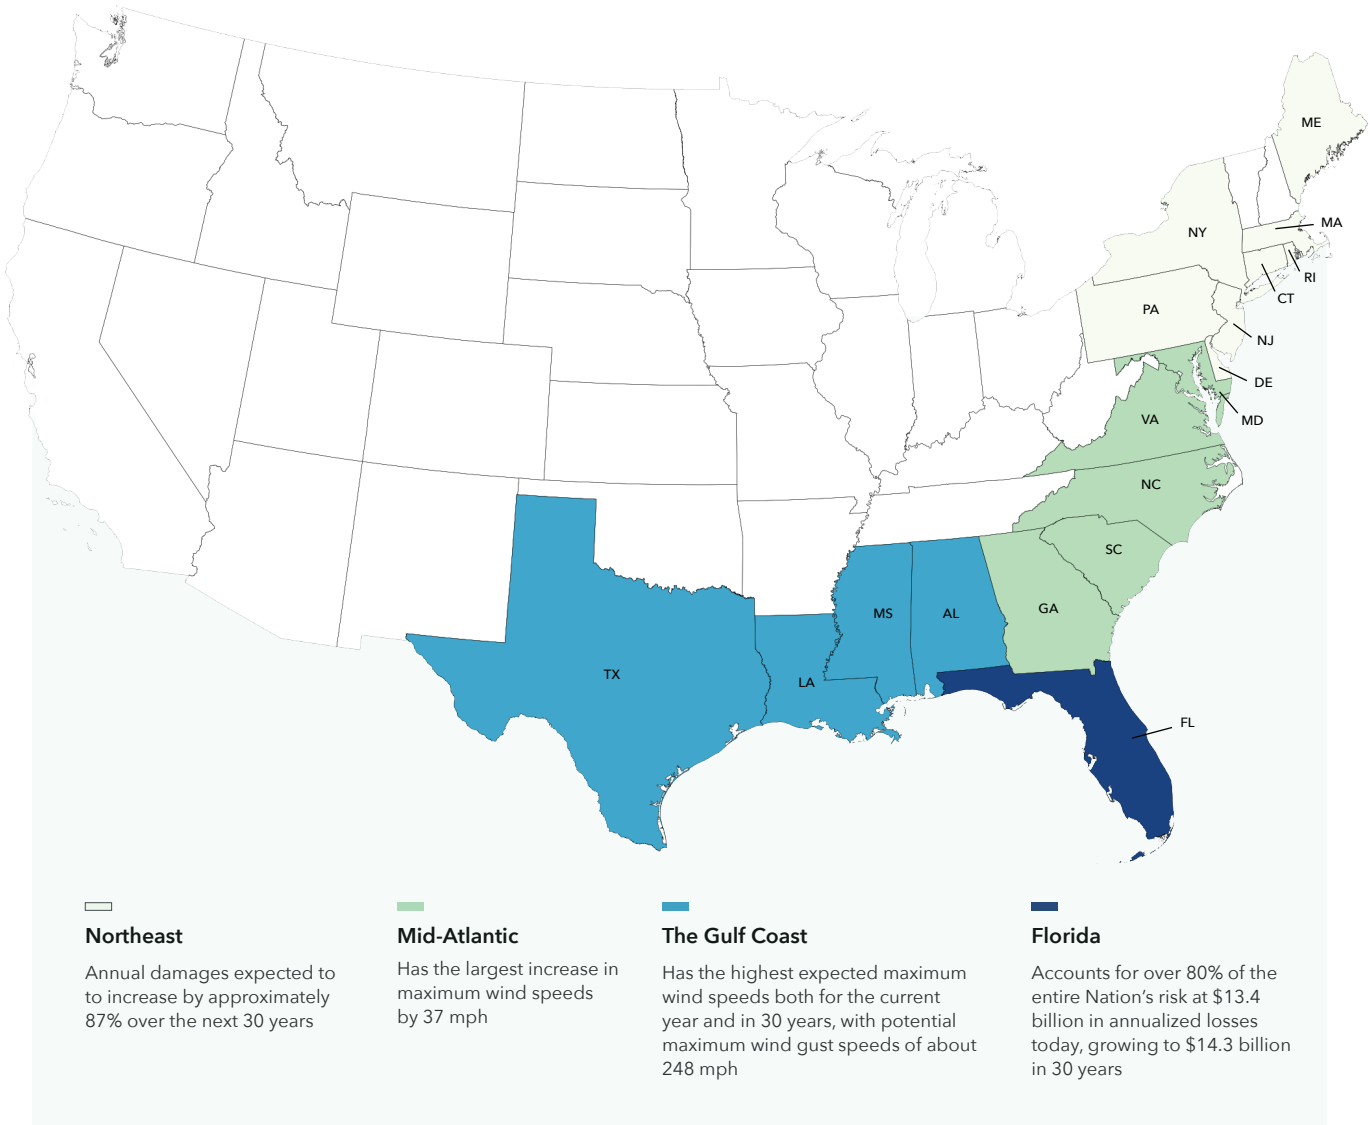 ME
MA
NY
RI
CT
PA
NJ
DE
MD
VA
NC
SC
MS
AL
GA
TX
LA
FL
Northeast
Annual damages expected to
to increase by approximately
87% over the next 30 years
Mid-Atlantic
Has the largest increase in
maximum wind speeds
by 37 mph
The Gulf Coast
Has the highest expected maximum
wind speeds both for the current
year and in 30 years, with potential
maximum wind gust speeds of about
248 mph
Florida
Accounts for over 80% of the
entire Nation’s risk at $13.4
billion in annualized losses
today, growing to $14.3 billion
in 30 years